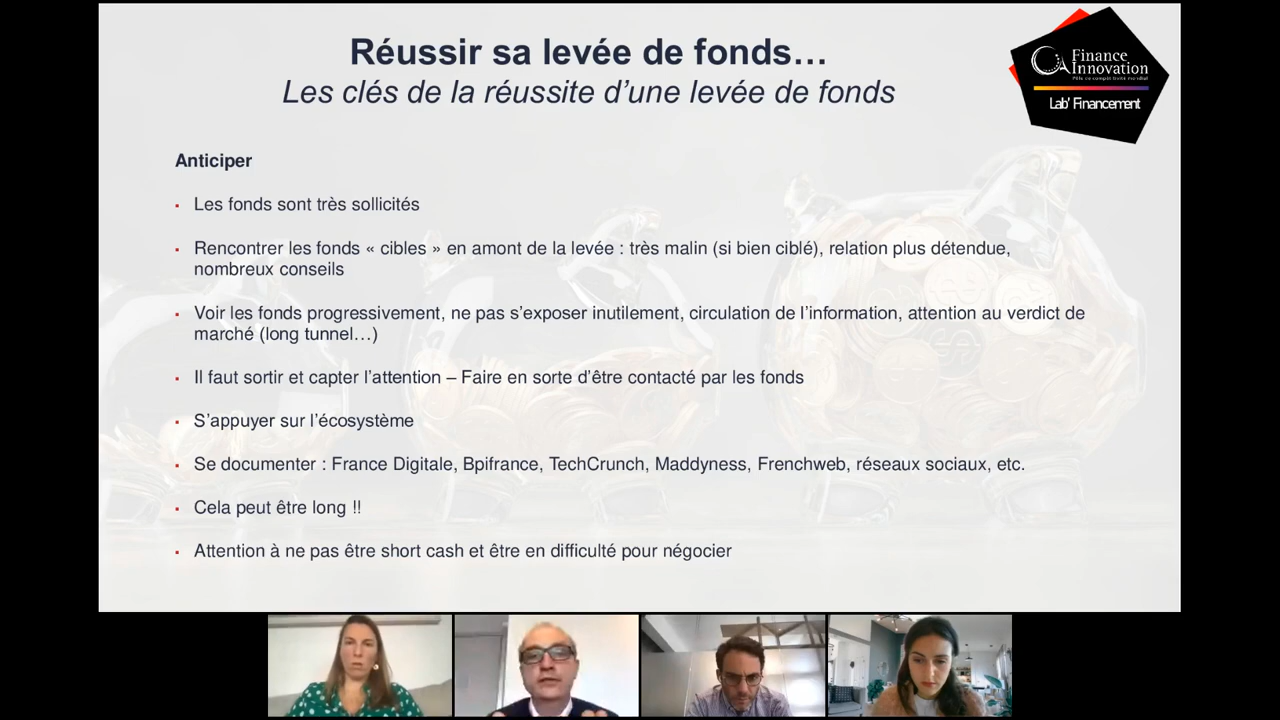 Réussir sa levée de fonds…
Les clés de la réussite d’une levée de fonds
Finance
Innovation
Pôle de compétitivité mondial
Lab’ Financement
Anticiper
▪ Les fonds sont très sollicités
▪ Rencontrer les fonds « cibles » en amont de la levée : très malin (si bien ciblé), relation plus détendue,
nombreux conseils
▪ Voir les fonds progressivement, ne pas s’exposer inutilement, circulation de l’information, attention au verdict de
marché (long tunnel…)
▪ Il faut sortir et capter l’attention – Faire en sorte d’être contacté par les fonds
▪ S’appuyer sur l’écosystème
▪ Se documenter : France Digitale, Bpifrance, TechCrunch, Maddyness, Frenchweb, réseaux sociaux, etc.
▪ Cela peut être long !!
▪ Attention à ne pas être short cash et être en difficulté pour négocier